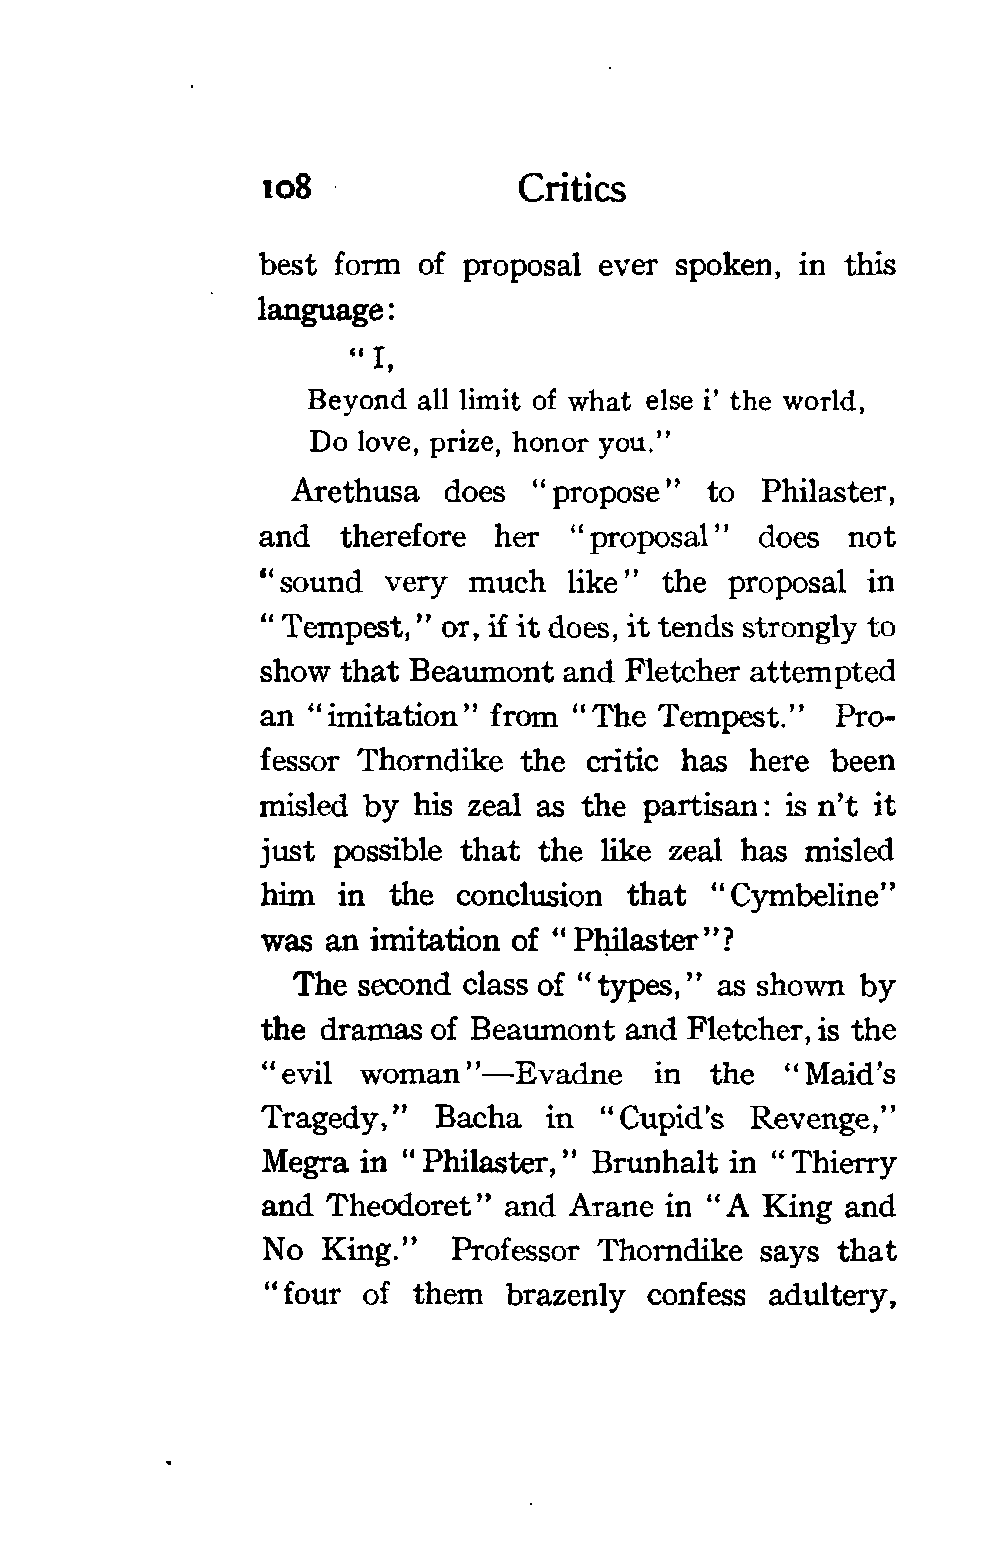 108 Critics
best form of proposal ever spoken, in this
language:
“I,
Beyond all limit of what else i’ the world,
Do love, prize, honor you.”
Arethusa does “propose” to Philaster,
and therefore her “proposal” does not
“sound very much like” the proposal in
“Tempest,” or, if it does, it tends strongly to
show that Beaumont and Fletcher attempted
an “imitation” from “The Tempest.” Pro-
fessor Thorndike the critic has here been
misled by his zeal as the partisan: is n’t it
just possible that the like zeal has misled
him in the conclusion that “Cymbeline”
was an imitation of “Philaster”?
The second class of “types,” as shown by
the dramas of Beaumont and Fletcher, is the
“evil woman”—Evadne in the “Maid’s
Tragedy,” Bacha in “Cupid’s Revenge,”
Megra in “Philaster,” Brunhalt in “Thierry
and Theodoret” and Arane in “A King and
No King.” Professor Thorndike says that
“four of them brazenly confess adultery,